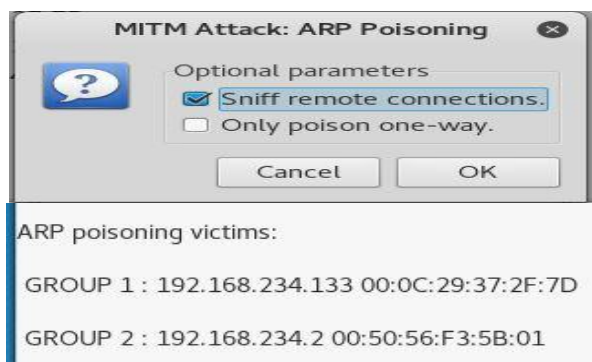 MITM Attack: ARP Poisoning
Optional parameters
Sniff remote connections.
Only poison one-way.
Cancel OK
ARP poisoning victims:
GROUP 1 : 192.168.234.133 00:0C:29:37:2F:7D
GROUP 2 : 192.168.234.2 00:50:56:F3:5B:01